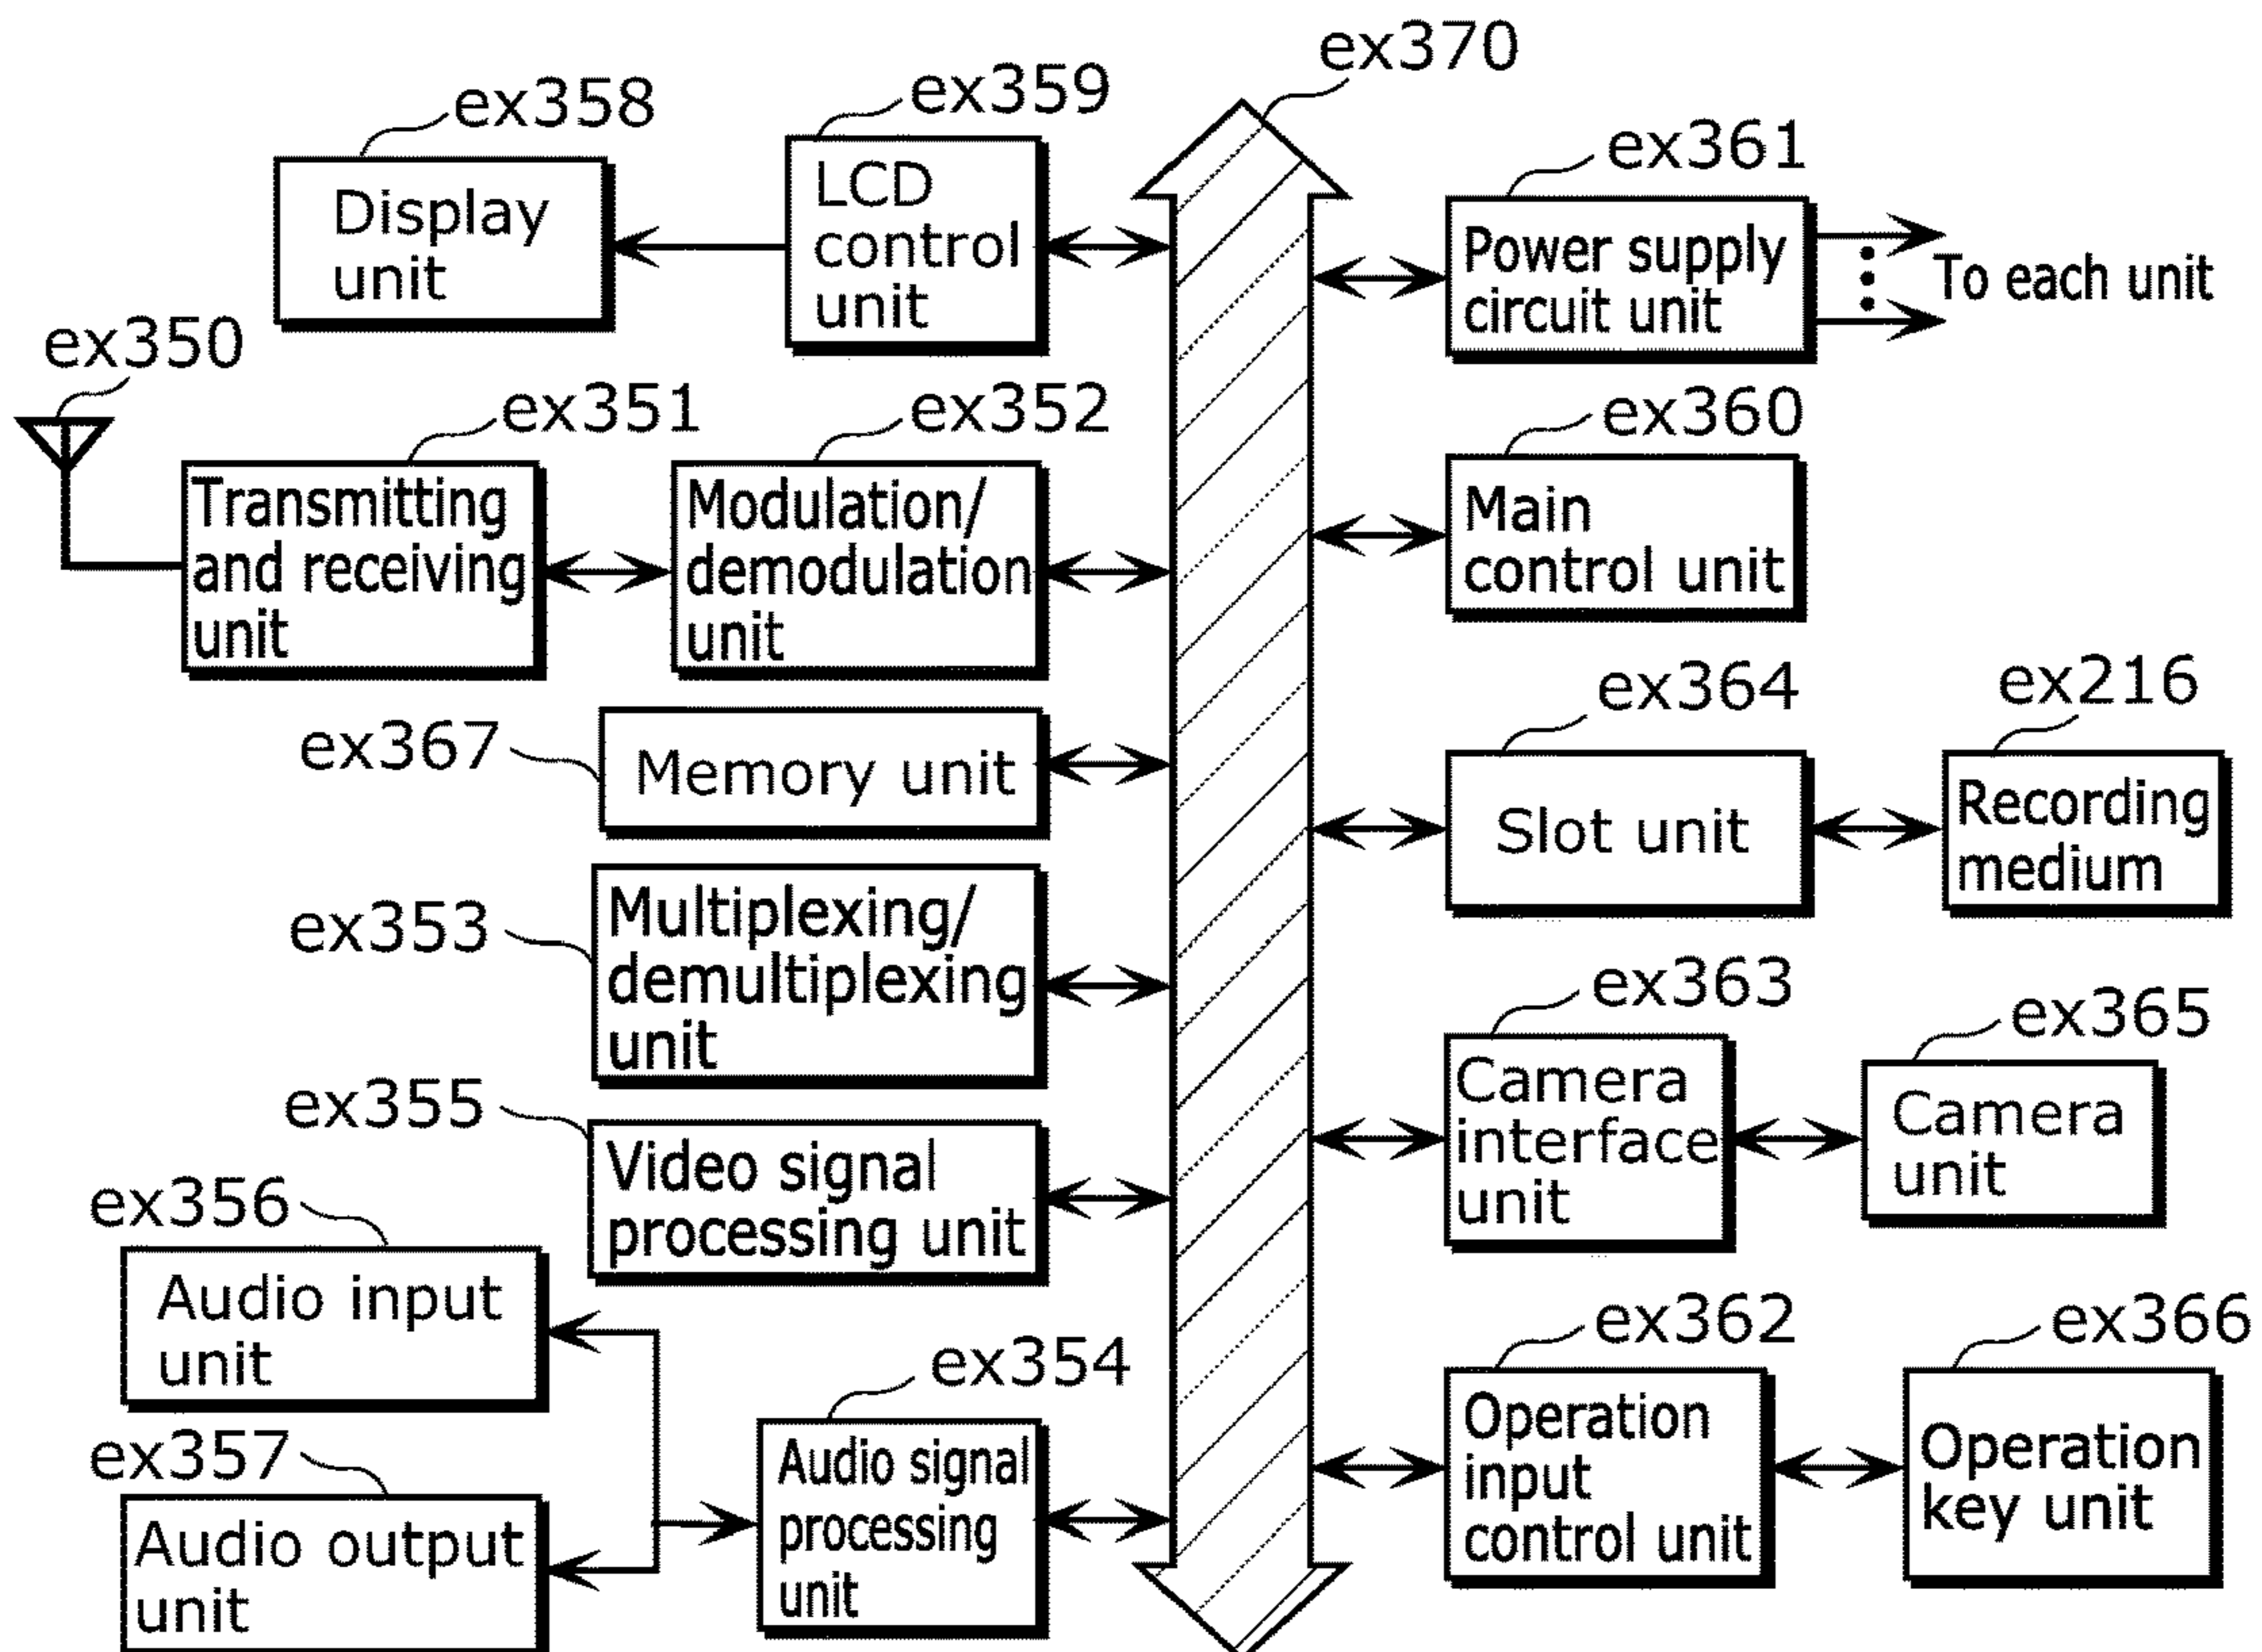 ex370
ex359
ex358
ex361
LCD
control
unit
Display
unit
Power supply
circuit unit
To each unit
ex350
ex351
ex352
ex360
Transmitting
and receiving
unit
Modulation/
demodulation
unit
Main
control unit
ex364
ex216
ex367
Memory unit
Slot unit
Recording
medium
ex353
Multiplexing/
demultiplexing
unit
ex363
ex365
Camera
interface
unit
Camera
unit
ex355
Video signal
processing unit
ex356
Audio input
unit
ex354
ex362
ex366
Audio signal
processing
unit
Operation
input
control unit
Operation
key unit
ex357
Audio output
unit